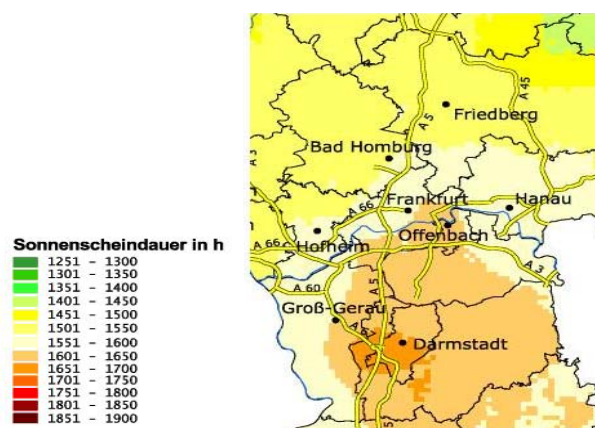 A 45
A 5
Friedberg
Bad Homburg
A 3
Frankfurt
Hanau
A 66
Offenbach
Hofheim
A 66
A 3
A 60
A 5
Groß-Gerau
A 67
Darmstadt
Sonnenscheindauer in h
1251 - 1300
1301 - 1350
1351 - 1400
1401 - 1450
1451 - 1500
1501 - 1550
1551 - 1600
1601 - 1650
1651 - 1700
1701 - 1750
1751 - 1800
1801 - 1850
1851 - 1900